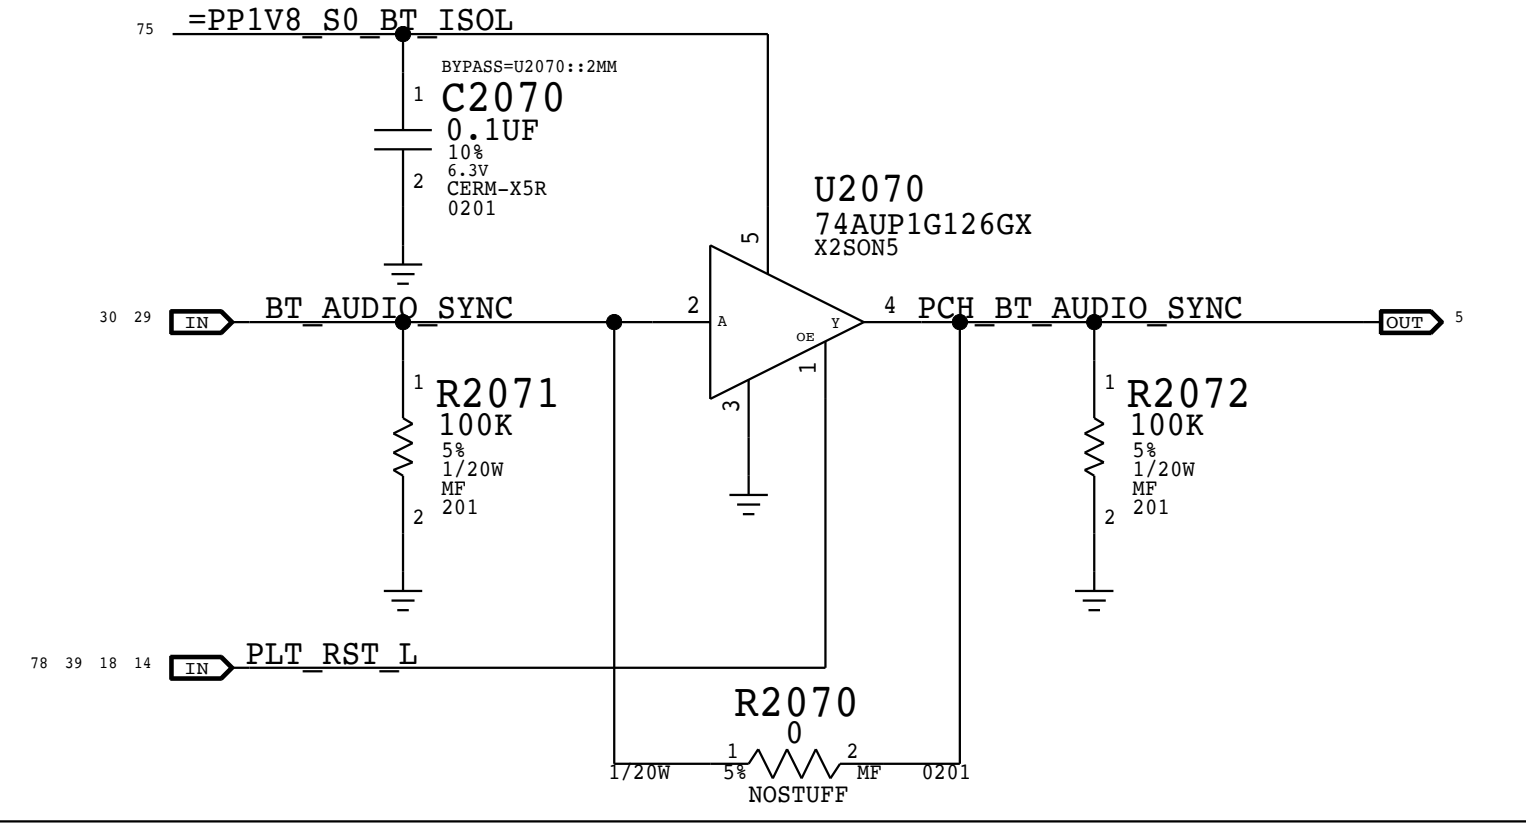 75 =PP1V8_S0_BT_ISOL
BYPASS=U2070::2MM
1 C2070
0.1UF
10%
6.3V
2 CERM-X5R
0201
U2070
74AUP1G126GX
X2SON5
5
30 29 IN BT_AUDIO_SYNC 2 A Y 4 PCH_BT_AUDIO_SYNC OUT 5
OE
1
3
1 R2071
100K
5%
1/20W
MF
201
2
1 R2072
100K
5%
1/20W
MF
201
2
78 39 18 14 IN PLT_RST_L
R2070
0
1 2
1/20W 5% MF 0201
NOSTUFF